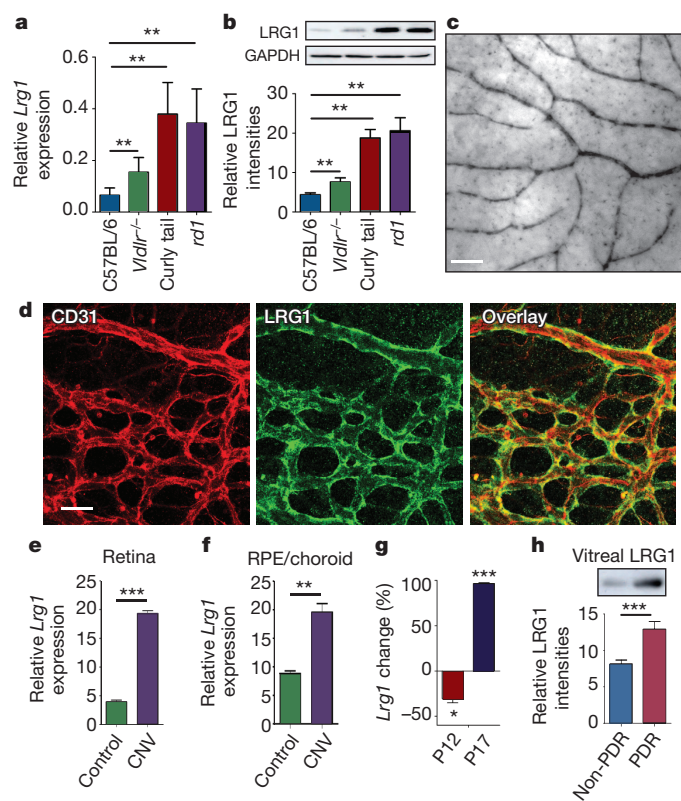 a
Relative Lrg1
expression
0.6
0.4
0.2
0.0
**
**
**
C57BL/6
Vldlr–/–
Curly tail
rd1
b
LRG1
GAPDH
Relative LRG1
intensities
30
20
10
0
**
**
**
C57BL/6
Vldlr–/–
Curly tail
rd1
c
d
CD31
LRG1
Overlay
e
Retina
Relative Lrg1
expression
25
20
15
10
5
0
***
Control
CNV
f
RPE/choroid
Relative Lrg1
expression
25
20
15
10
5
0
**
Control
CNV
g
Lrg1 change (%)
100
50
0
–50
***
*
P12
P17
h
Vitreal LRG1
Relative LRG1
intensities
15
10
5
0
***
Non-PDR
PDR